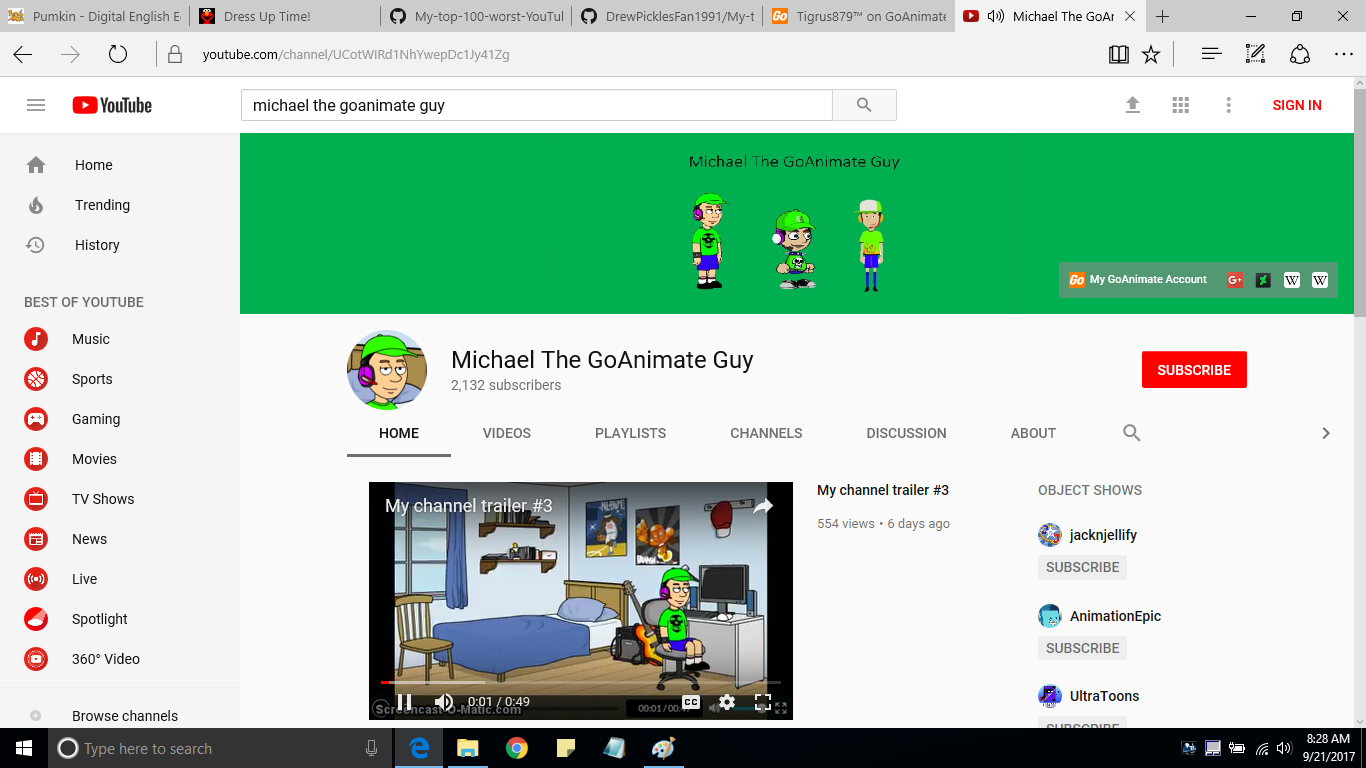 Pumkin - Digital English E
Dress Up Time!
My-top-100-worst-YouTul
DrewPicklesFan1991/My-t
Tigrus879™ on GoAnimate
Michael The GoAr
youtube.com/channel/UCotWIRd1NhYwepDc1Jy41Zg
YouTube
michael the goanimate guy
SIGN IN
Home
Trending
History
BEST OF YOUTUBE
Music
Sports
Gaming
Movies
TV Shows
News
Live
Spotlight
360° Video
Browse channels
Michael The GoAnimate Guy
Go My GoAnimate Account
G+
W
W
Michael The GoAnimate Guy
2,132 subscribers
SUBSCRIBE
HOME
VIDEOS
PLAYLISTS
CHANNELS
DISCUSSION
ABOUT
My channel trailer #3
0:01 / 0:49
CC
Screencast-O-Matic.com
My channel trailer #3
554 views • 6 days ago
OBJECT SHOWS
jacknjellify
SUBSCRIBE
AnimationEpic
SUBSCRIBE
UltraToons
SUBSCRIBE
Type here to search
8:28 AM
9/21/2017